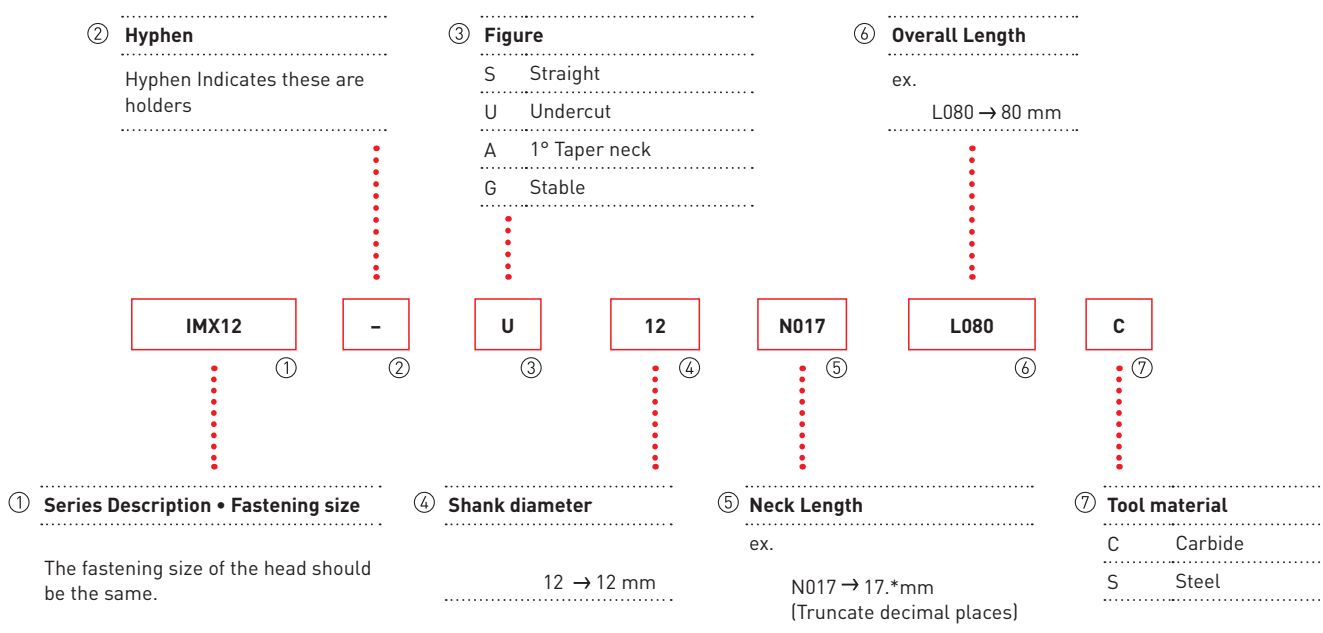 ② Hyphen
Hyphen Indicates these are
holders
③ Figure
S Straight
U Undercut
A 1° Taper neck
G Stable
⑥ Overall Length
ex.
L080 → 80 mm
IMX12 – U 12 N017 L080 C
① ② ③ ④ ⑤ ⑥ ⑦
① Series Description • Fastening size
The fastening size of the head should
be the same.
④ Shank diameter
12 → 12 mm
⑤ Neck Length
ex.
N017 → 17.*mm
(Truncate decimal places)
⑦ Tool material
C Carbide
S Steel